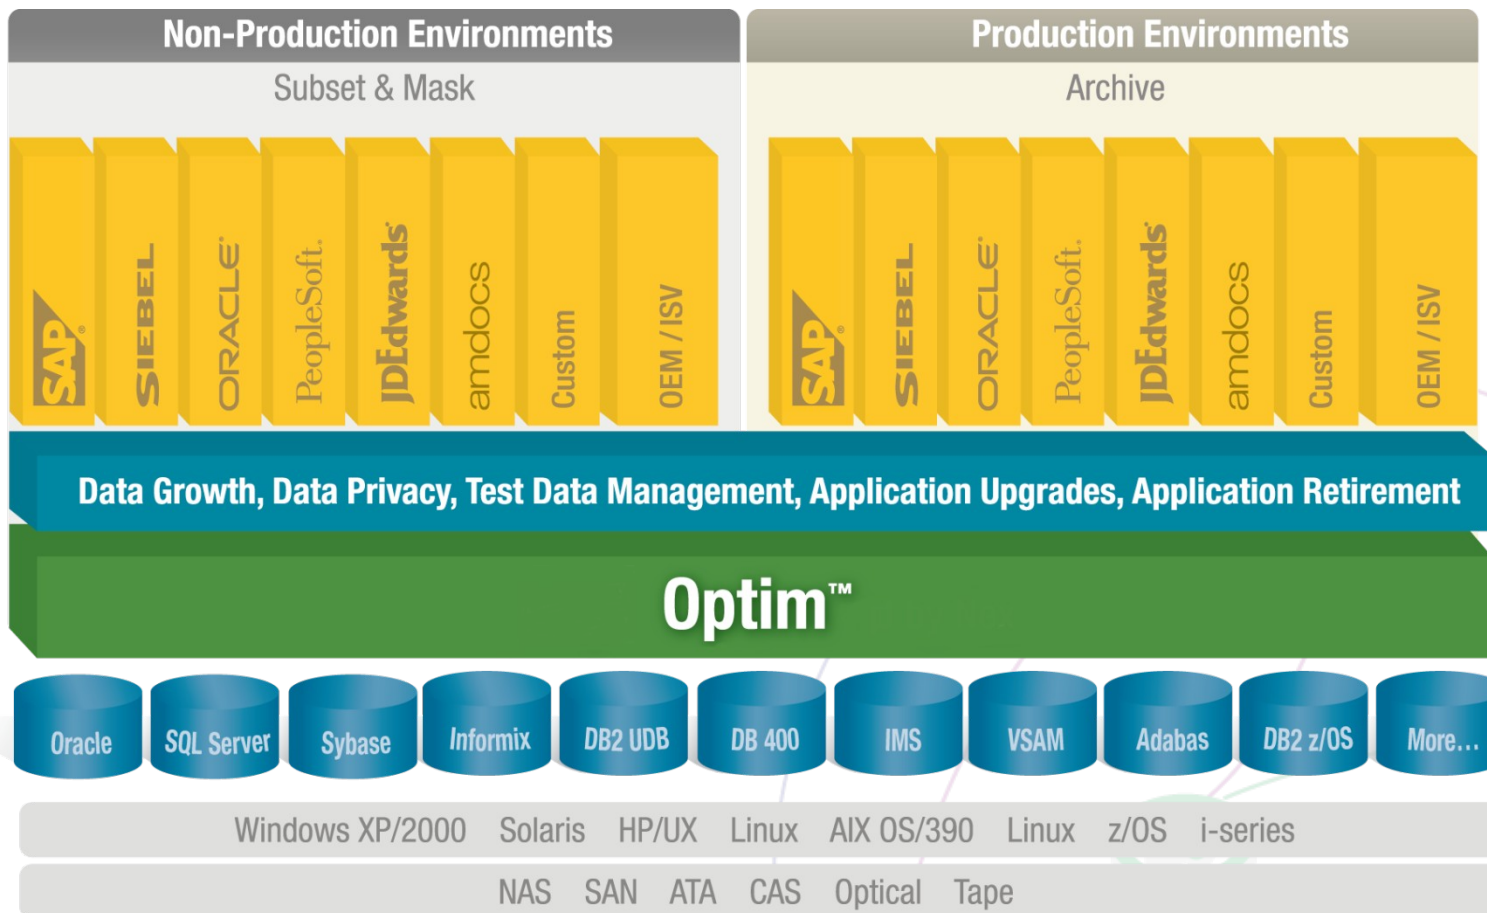 Non-Production Environments
Subset & Mask
SAP®
SIEBEL
ORACLE®
PeopleSoft.
JDEdwards®
amdocs
Custom
OEM / ISV
Production Environments
Archive
SAP®
SIEBEL
ORACLE®
PeopleSoft.
JDEdwards®
amdocs
Custom
OEM / ISV
Data Growth, Data Privacy, Test Data Management, Application Upgrades, Application Retirement
Optim™
Oracle
SQL Server
Sybase
Informix
DB2 UDB
DB 400
IMS
VSAM
Adabas
DB2 z/OS
More...
Windows XP/2000 Solaris HP/UX Linux AIX OS/390 Linux z/OS i-series
NAS SAN ATA CAS Optical Tape